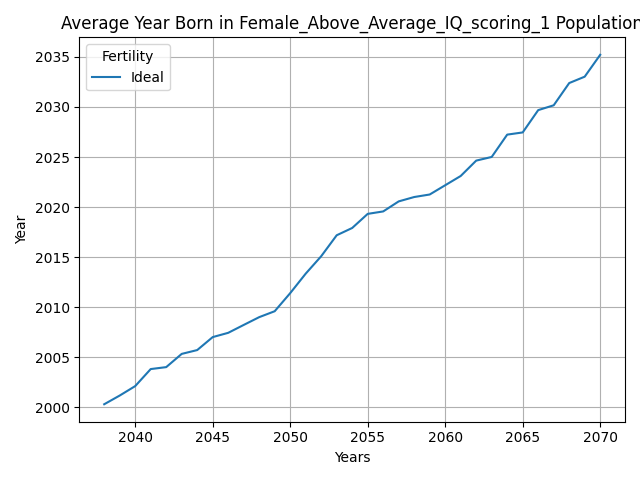 Average Year Born in Female_Above_Average_IQ_scoring_1 Population
Fertility
Ideal
2035
2030
2025
2020
2015
2010
2005
2000
Year
2040 2045 2050 2055 2060 2065 2070
Years